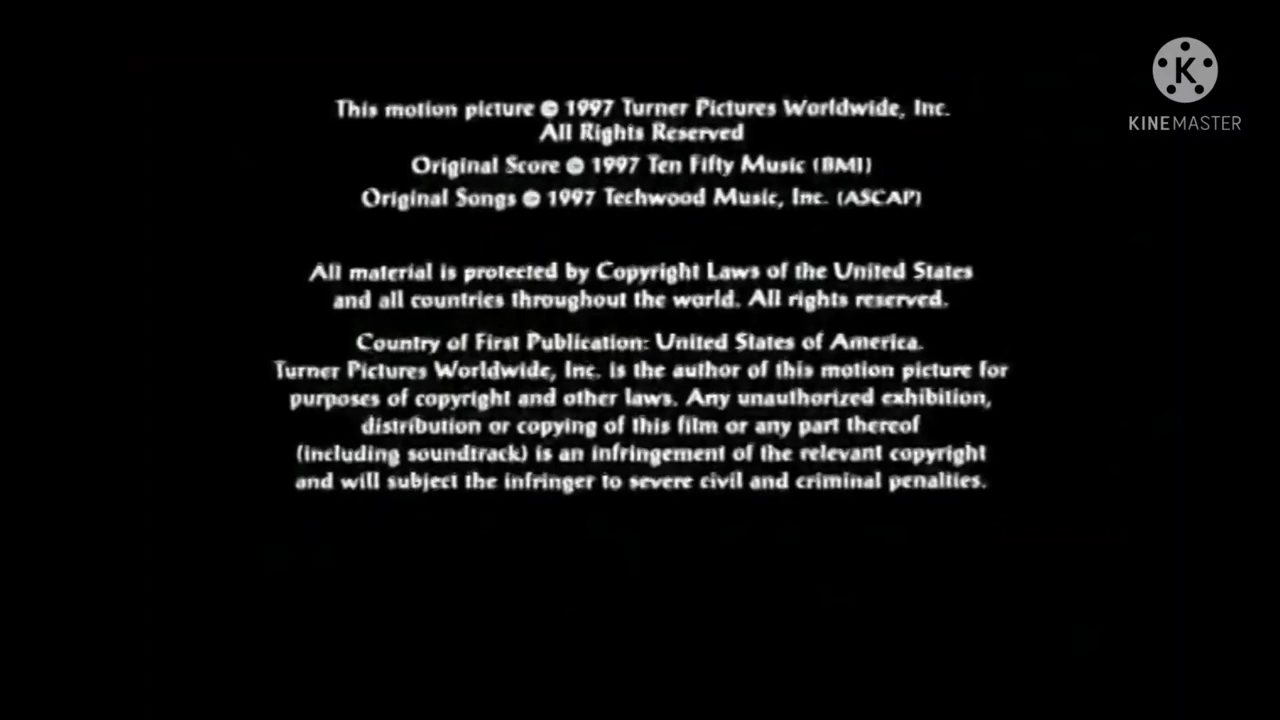 This motion picture © 1997 Turner Pictures Worldwide, Inc.
All Rights Reserved
Original Score © 1997 Ten Fifty Music (BMI)
Original Songs © 1997 Techwood Music, Inc. (ASCAP)
All material is protected by Copyright Laws of the United States
and all countries throughout the world. All rights reserved.
Country of First Publication: United States of America.
Turner Pictures Worldwide, Inc. is the author of this motion picture for
purposes of copyright and other laws. Any unauthorized exhibition,
distribution or copying of this film or any part thereof
(including soundtrack) is an infringement of the relevant copyright
and will subject the infringer to severe civil and criminal penalties.
K
KINEMASTER